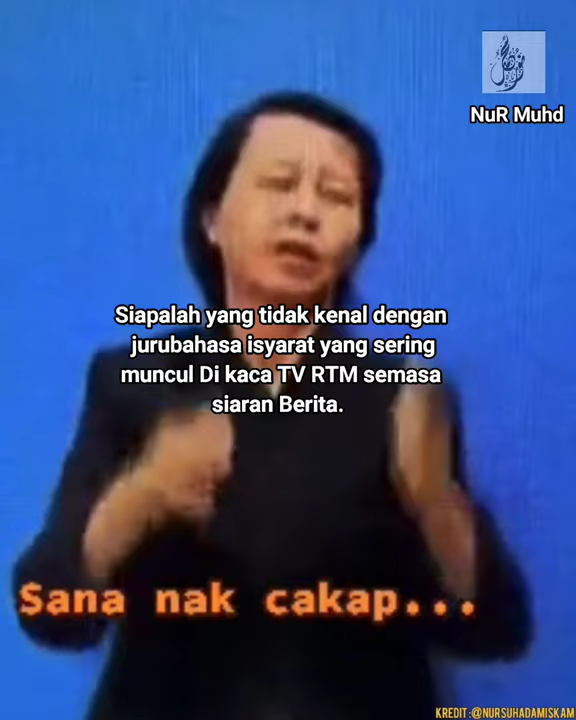 NuR Muhd
Siapalah yang tidak kenal dengan
jurubahasa isyarat yang sering
muncul Di kaca TV RTM semasa
siaran Berita.
Sana nak cakap...
KREDIT:@NURSUHADAMISKAM